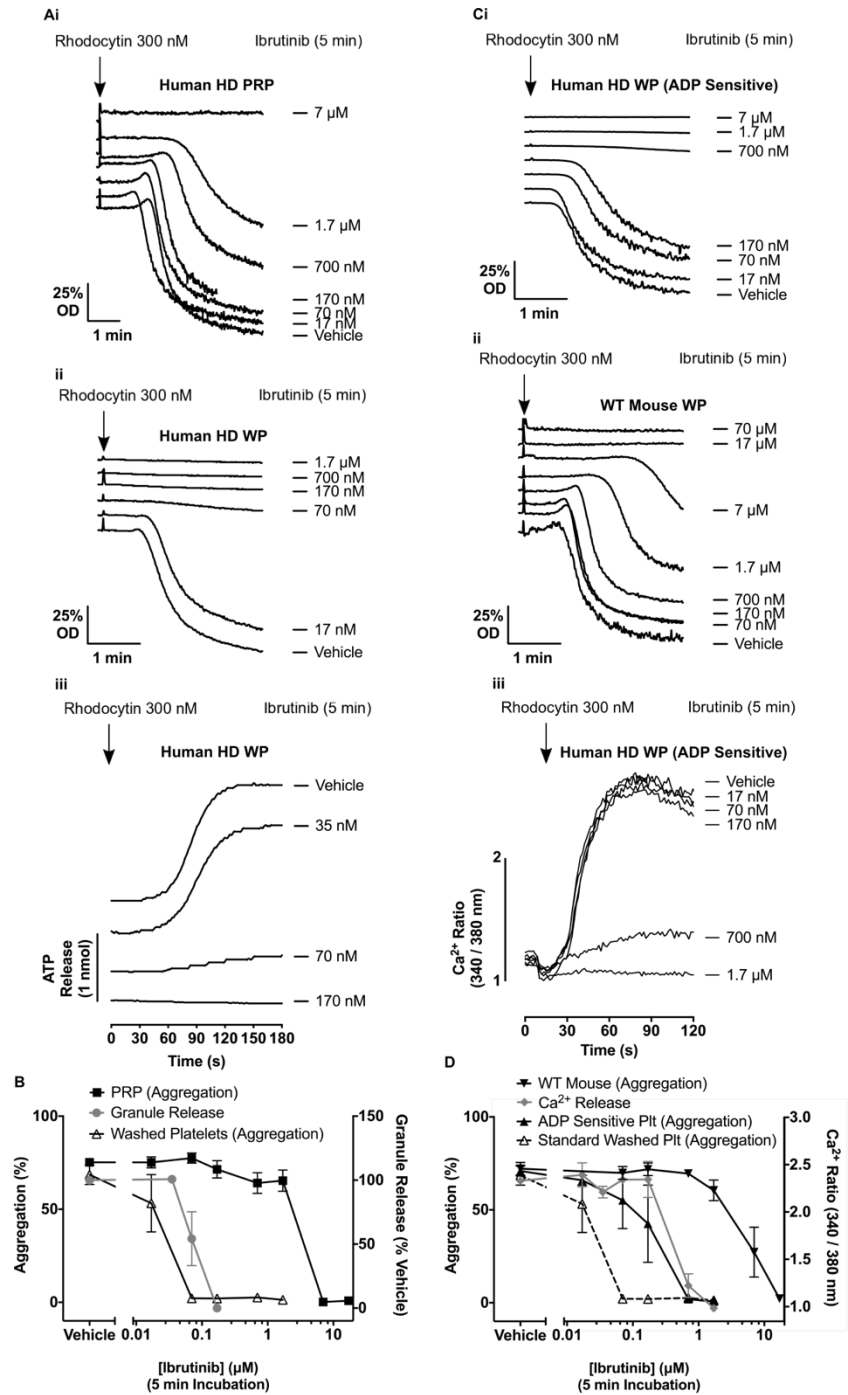 Ai
Rhodocytin 300 nM Ibrutinib (5 min)
Human HD PRP
7 µM
1.7 µM
700 nM
170 nM
70 nM
17 nM
Vehicle
25%
OD
1 min
ii
Rhodocytin 300 nM Ibrutinib (5 min)
Human HD WP
1.7 µM
700 nM
170 nM
70 nM
17 nM
Vehicle
25%
OD
1 min
iii
Rhodocytin 300 nM Ibrutinib (5 min)
Human HD WP
Vehicle
35 nM
70 nM
170 nM
ATP
Release
(1 nmol)
0 30 60 90 120 150 180
Time (s)
B
PRP (Aggregation)
Granule Release
Washed Platelets (Aggregation)
100
50
0
Aggregation (%)
150
100
50
0
Granule Release
(% Vehicle)
Vehicle 0.01 0.1 1 10
[Ibrutinib] (µM)
(5 min Incubation)
Ci
Rhodocytin 300 nM Ibrutinib (5 min)
Human HD WP (ADP Sensitive)
7 µM
1.7 µM
700 nM
170 nM
70 nM
17 nM
Vehicle
25%
OD
1 min
ii
Rhodocytin 300 nM Ibrutinib (5 min)
WT Mouse WP
70 µM
17 µM
7 µM
1.7 µM
700 nM
170 nM
70 nM
Vehicle
25%
OD
1 min
iii
Rhodocytin 300 nM Ibrutinib (5 min)
Human HD WP (ADP Sensitive)
Vehicle
17 nM
70 nM
170 nM
700 nM
1.7 µM
2
1
Ca2+ Ratio
(340 / 380 nm)
0 30 60 90 120
Time (s)
D
WT Mouse (Aggregation)
Ca2+ Release
ADP Sensitive Plt (Aggregation)
Standard Washed Plt (Aggregation)
100
50
0
Aggregation (%)
3.0
2.5
2.0
1.5
1.0
Ca2+ Ratio (340 / 380 nm)
Vehicle 0.01 0.1 1 10
[Ibrutinib] (µM)
(5 min Incubation)